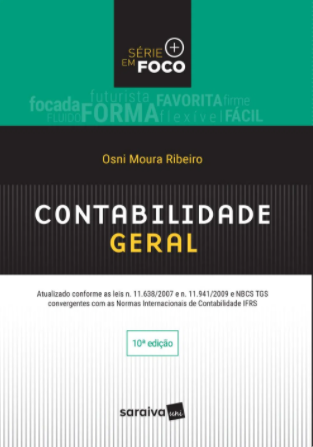 SÉRIE +
EM FOCO
futurista FAVORITA firme
focada FORMA flexível FÁCIL
FLUIDO
Osni Moura Ribeiro
CONTABILIDADE
GERAL
Atualizado conforme as leis n. 11.638/2007 e n. 11.941/2009 e NBCS TGS
convergentes com as Normas Internacionais de Contabilidade IFRS
10ª edição
saraiva uni